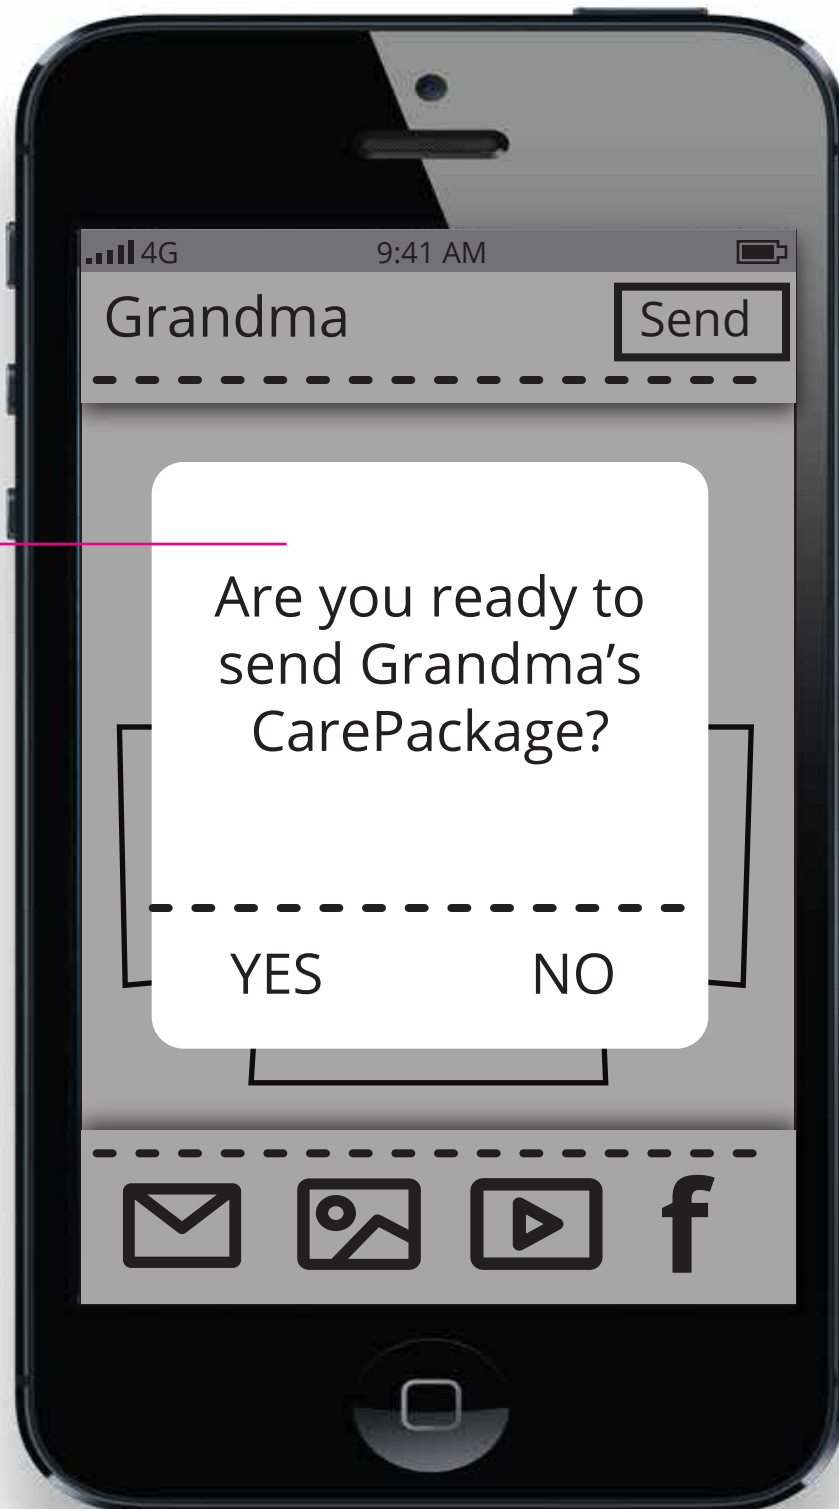 4G 9:41 AM
Grandma Send
Are you ready to
send Grandma’s
CarePackage?
YES NO
f